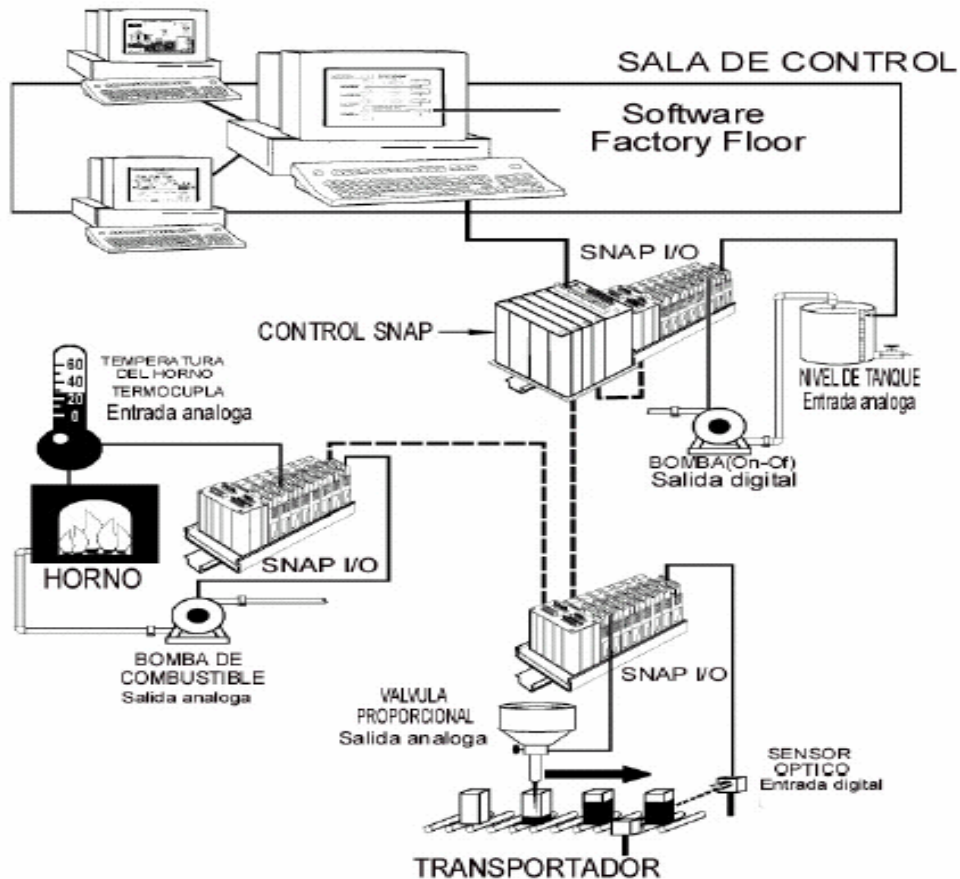 SALA DE CONTROL
Software
Factory Floor
SNAP I/O
CONTROL SNAP
NIVEL DE TANQUE
Entrada analoga
BOMBA(On-Of)
Salida digital
60
40
20
0
TEMPERATURA
DEL HORNO
TERMOCUPLA
Entrada analoga
SNAP I/O
HORNO
BOMBA DE
COMBUSTIBLE
Salida analoga
SNAP I/O
VALVULA
PROPORCIONAL
Salida analoga
SENSOR
OPTICO
Entrada digital
TRANSPORTADOR